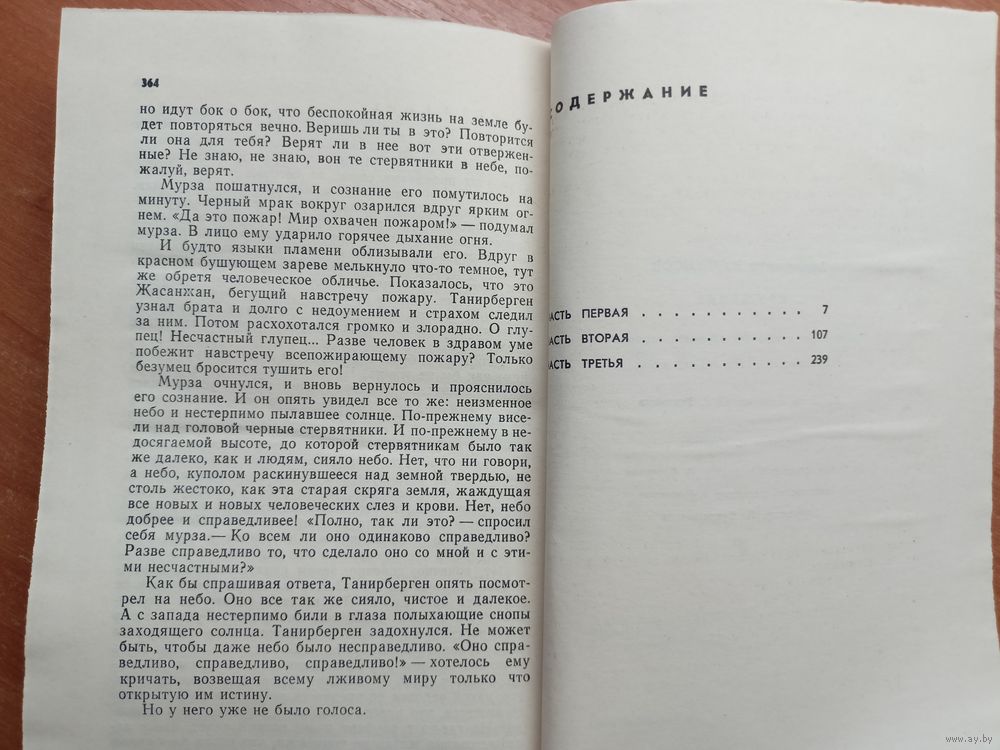 364
но идут бок о бок, что беспокойная жизнь на земле бу-
дет повторяться вечно. Веришь ли ты в это? Повторится
ли она для тебя? Верят ли в нее вот эти отвержен-
ные? Не знаю, не знаю, вон те стервятники в небе, по-
жалуй, верят.
Мурза пошатнулся, и сознание его помутилось на
минуту. Черный мрак вокруг озарился вдруг ярким ог-
нем. «Да это пожар! Мир охвачен пожаром!» — подумал
мурза. В лицо ему ударило горячее дыхание огня.
И будто языки пламени облизывали его. Вдруг в
красном бушующем зареве мелькнуло что-то темное, тут
же обретя человеческое обличье. Показалось, что это
Жасанжан, бегущий навстречу пожару. Танирберген
узнал брата и долго с недоумением и страхом следил
за ним. Потом расхохотался громко и злорадно. О глу-
пец! Несчастный глупец... Разве человек в здравом уме
побежит навстречу всепожирающему пожару? Только
безумец бросится тушить его!
Мурза очнулся, и вновь вернулось и прояснилось
его сознание. И он опять увидел все то же: неизменное
небо и нестерпимо пылавшее солнце. По-прежнему висе-
ли над головой черные стервятники. И по-прежнему в не-
досягаемой высоте, до которой стервятникам было так
же далеко, как и людям, сияло небо. Нет, что ни говори,
а небо, куполом раскинувшееся над земной твердью, не
столь жестоко, как эта старая скряга земля, жаждущая
все новых и новых человеческих слез и крови. Нет, небо
добрее и справедливее! «Полно, так ли это? — спросил
себя мурза.— Ко всем ли оно одинаково справедливо?
Разве справедливо то, что сделало оно со мной и с эти-
ми несчастными?»
Как бы спрашивая ответа, Танирберген опять посмот-
рел на небо. Оно все так же сияло, чистое и далекое.
А с запада нестерпимо били в глаза полыхающие снопы
заходящего солнца. Танирберген задохнулся. Не может
быть, чтобы даже небо было несправедливо. «Оно спра-
ведливо, справедливо, справедливо!» — хотелось ему
кричать, возвещая всему лживому миру только что
открытую им истину.
Но у него уже не было голоса.
СОДЕРЖАНИЕ
ЧАСТЬ ПЕРВАЯ . . . . . . . . . . . 7
ЧАСТЬ ВТОРАЯ . . . . . . . . . . . 107
ЧАСТЬ ТРЕТЬЯ . . . . . . . . . . . 239
www.ay.by